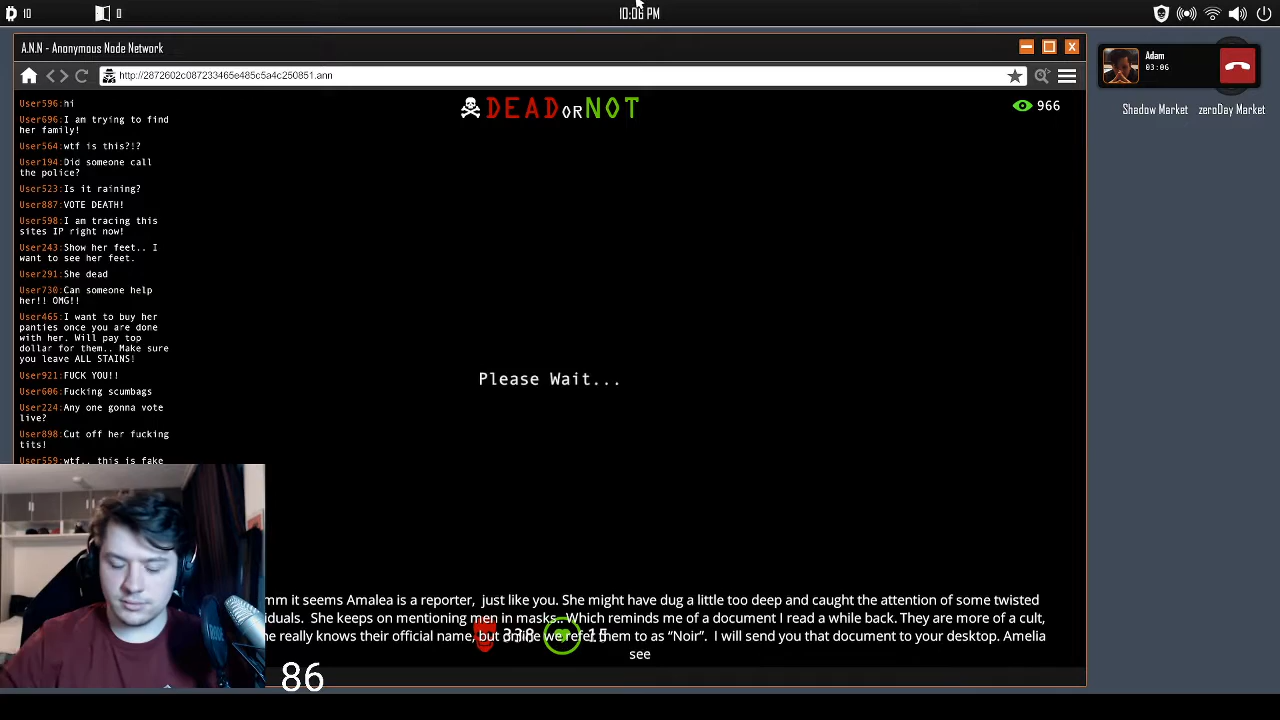 10
0
10:06 PM
A.N.N - Anonymous Node Network
http://2872602c087233465e485c5a4c250851.ann
Adam
03:06
Shadow Market
zeroDay Market
DEAD OR NOT
966
User596:hi
User696:I am trying to find
her family!
User564:wtf is this?!?
User194:Did someone call
the police?
User523:Is it raining?
User887:VOTE DEATH!
User598:I am tracing this
sites IP right now!
User243:Show her feet.. I
want to see her feet.
User291:She dead
User730:Can someone help
her!! OMG!!
User465:I want to buy her
panties once you are done
with her. Will pay top
dollar for them.. Make sure
you leave ALL STAINS!
User921:FUCK YOU!!
User606:Fucking scumbags
User224:Any one gonna vote
live?
User898:Cut off her fucking
tits!
User559:wtf.. this is fake
Please Wait...
mm it seems Amalea is a reporter, just like you. She might have dug a little too deep and caught the attention of some twisted
iduals. She keeps on mentioning men in masks. Which reminds me of a document I read a while back. They are more of a cult,
ne really knows their official name, but online we refer them to as “Noir”. I will send you that document to your desktop. Amelia
see
338
15
86